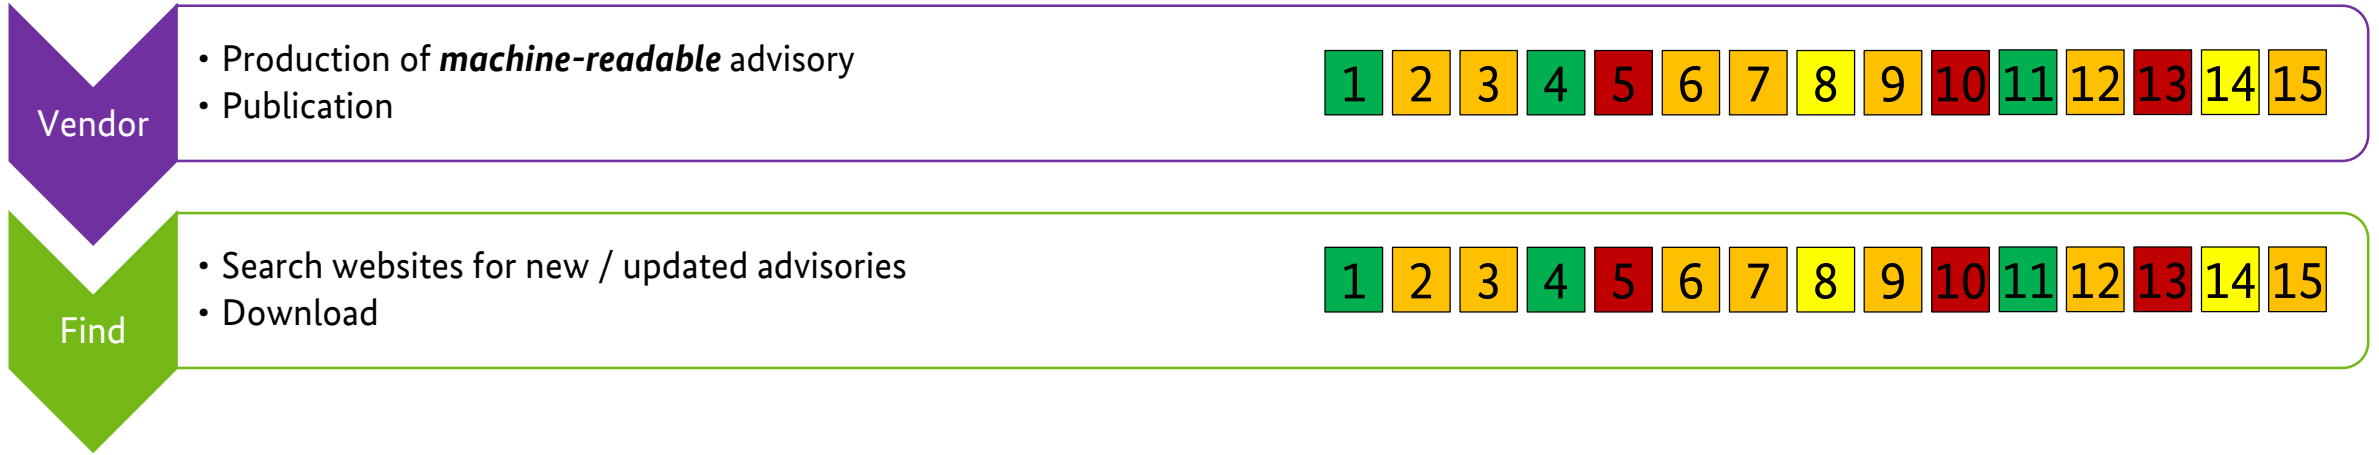 Vendor
• Production of machine-readable advisory
• Publication
1 2 3 4 5 6 7 8 9 10 11 12 13 14 15
Find
• Search websites for new / updated advisories
• Download
1 2 3 4 5 6 7 8 9 10 11 12 13 14 15